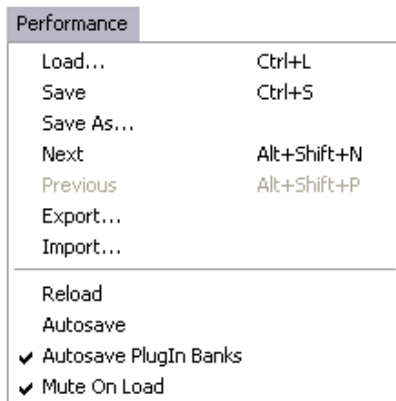 Performance
Load... Ctrl+L
Save Ctrl+S
Save As...
Next Alt+Shift+N
Previous Alt+Shift+P
Export...
Import...
Reload
Autosave
Autosave PlugIn Banks
Mute On Load